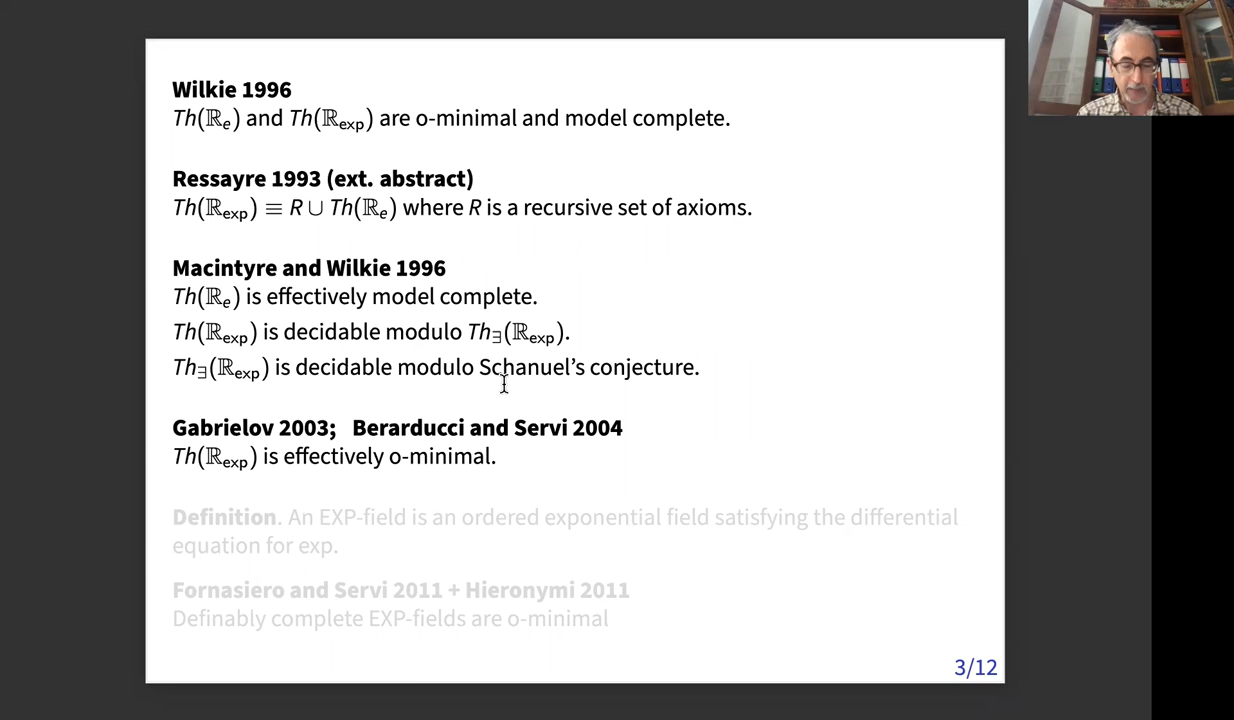 Wilkie 1996
Th(ℝe) and Th(ℝexp) are o-minimal and model complete.
Ressayre 1993 (ext. abstract)
Th(ℝexp) ≡ R ∪ Th(ℝe) where R is a recursive set of axioms.
Macintyre and Wilkie 1996
Th(ℝe) is effectively model complete.
Th(ℝexp) is decidable modulo Th∃(ℝexp).
Th∃(ℝexp) is decidable modulo Schanuel’s conjecture.
Gabrielov 2003; Berarducci and Servi 2004
Th(ℝexp) is effectively o-minimal.
Definition. An EXP-field is an ordered exponential field satisfying the differential
equation for exp.
Fornasiero and Servi 2011 + Hieronymi 2011
Definably complete EXP-fields are o-minimal
3/12